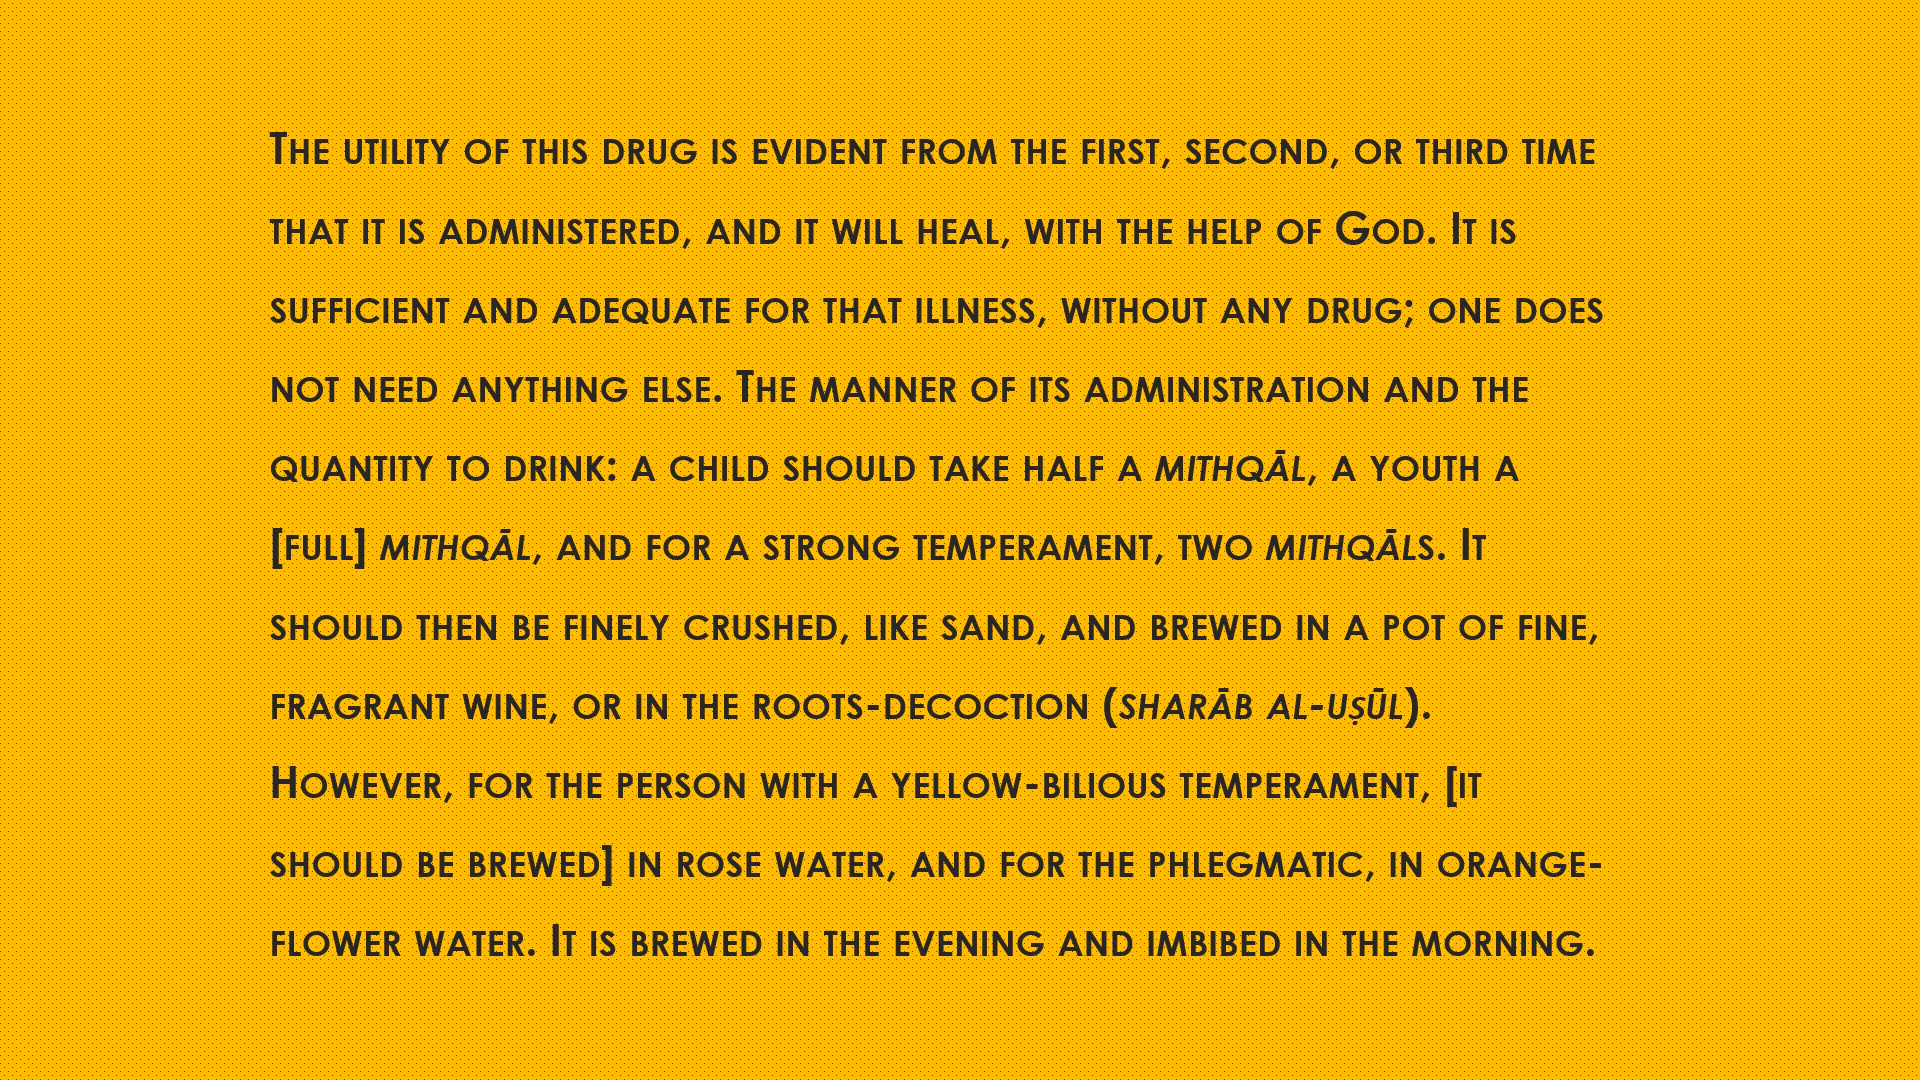 The utility of this drug is evident from the first, second, or third time
that it is administered, and it will heal, with the help of God. It is
sufficient and adequate for that illness, without any drug; one does
not need anything else. The manner of its administration and the
quantity to drink: a child should take half a mithqāl, a youth a
[full] mithqāl, and for a strong temperament, two mithqāls. It
should then be finely crushed, like sand, and brewed in a pot of fine,
fragrant wine, or in the roots-decoction (sharāb al-uṣūl).
However, for the person with a yellow-bilious temperament, [it
should be brewed] in rose water, and for the phlegmatic, in orange-
flower water. It is brewed in the evening and imbibed in the morning.